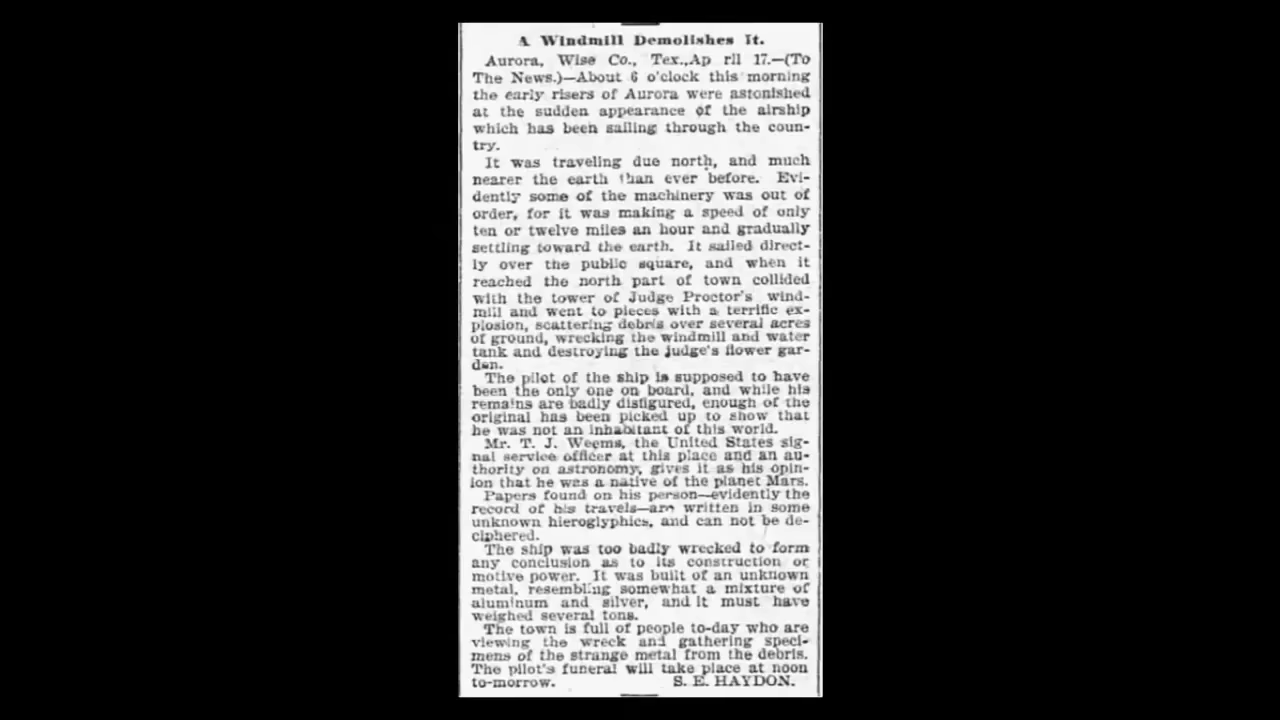 A Windmill Demolishes It.
Aurora, Wise Co., Tex.,Ap ril 17.—(To
The News.)—About 6 o'clock this morning
the early risers of Aurora were astonished
at the sudden appearance of the airship
which has been sailing through the coun-
try.
It was traveling due north, and much
nearer the earth than ever before. Evi-
dently some of the machinery was out of
order, for it was making a speed of only
ten or twelve miles an hour and gradually
settling toward the earth. It sailed direct-
ly over the public square, and when it
reached the north part of town collided
with the tower of Judge Proctor's wind-
mill and went to pieces with a terrific ex-
plosion, scattering debris over several acres
of ground, wrecking the windmill and water
tank and destroying the judge's flower gar-
den.
The pilot of the ship is supposed to have
been the only one on board, and while his
remains are badly disfigured, enough of the
original has been picked up to show that
he was not an inhabitant of this world.
Mr. T. J. Weems, the United States sig-
nal service officer at this place and an au-
thority on astronomy, gives it as his opin-
ion that he was a native of the planet Mars.
Papers found on his person—evidently the
record of his travels—are written in some
unknown hieroglyphics, and can not be de-
ciphered.
The ship was too badly wrecked to form
any conclusion as to its construction or
motive power. It was built of an unknown
metal, resembling somewhat a mixture of
aluminum and silver, and it must have
weighed several tons.
The town is full of people to-day who are
viewing the wreck and gathering speci-
mens of the strange metal from the debris.
The pilot's funeral will take place at noon
to-morrow. S. E. HAYDON.